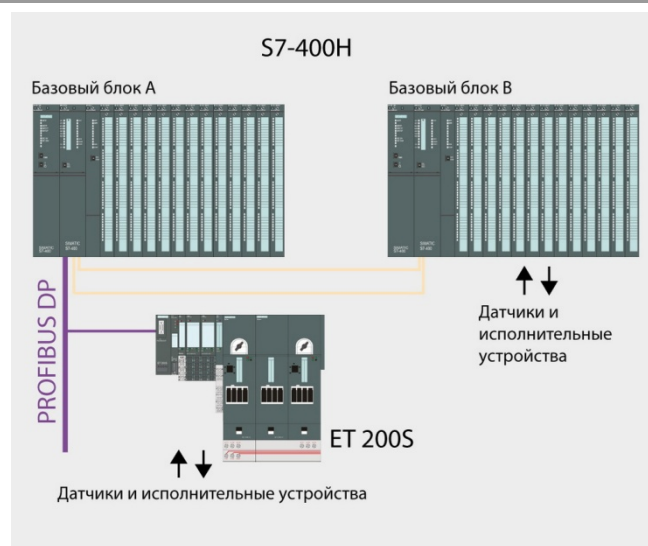 S7-400H
Базовый блок A
Базовый блок B
PROFIBUS DP
Датчики и
исполнительные
устройства
ET 200S
Датчики и исполнительные устройства